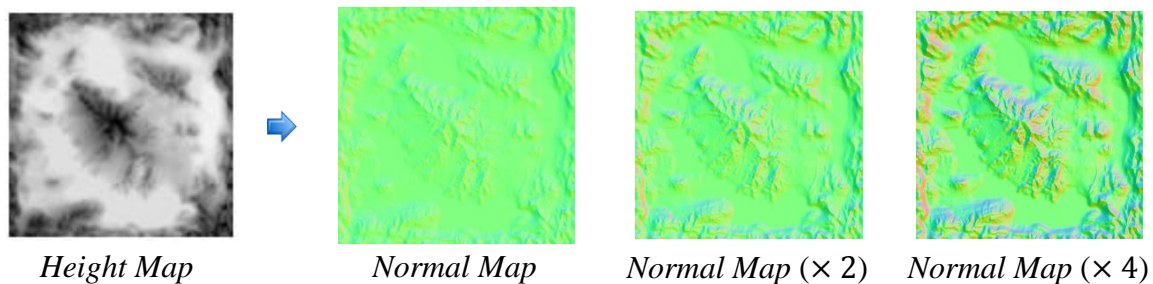 Height Map
Normal Map
Normal Map (× 2)
Normal Map (× 4)